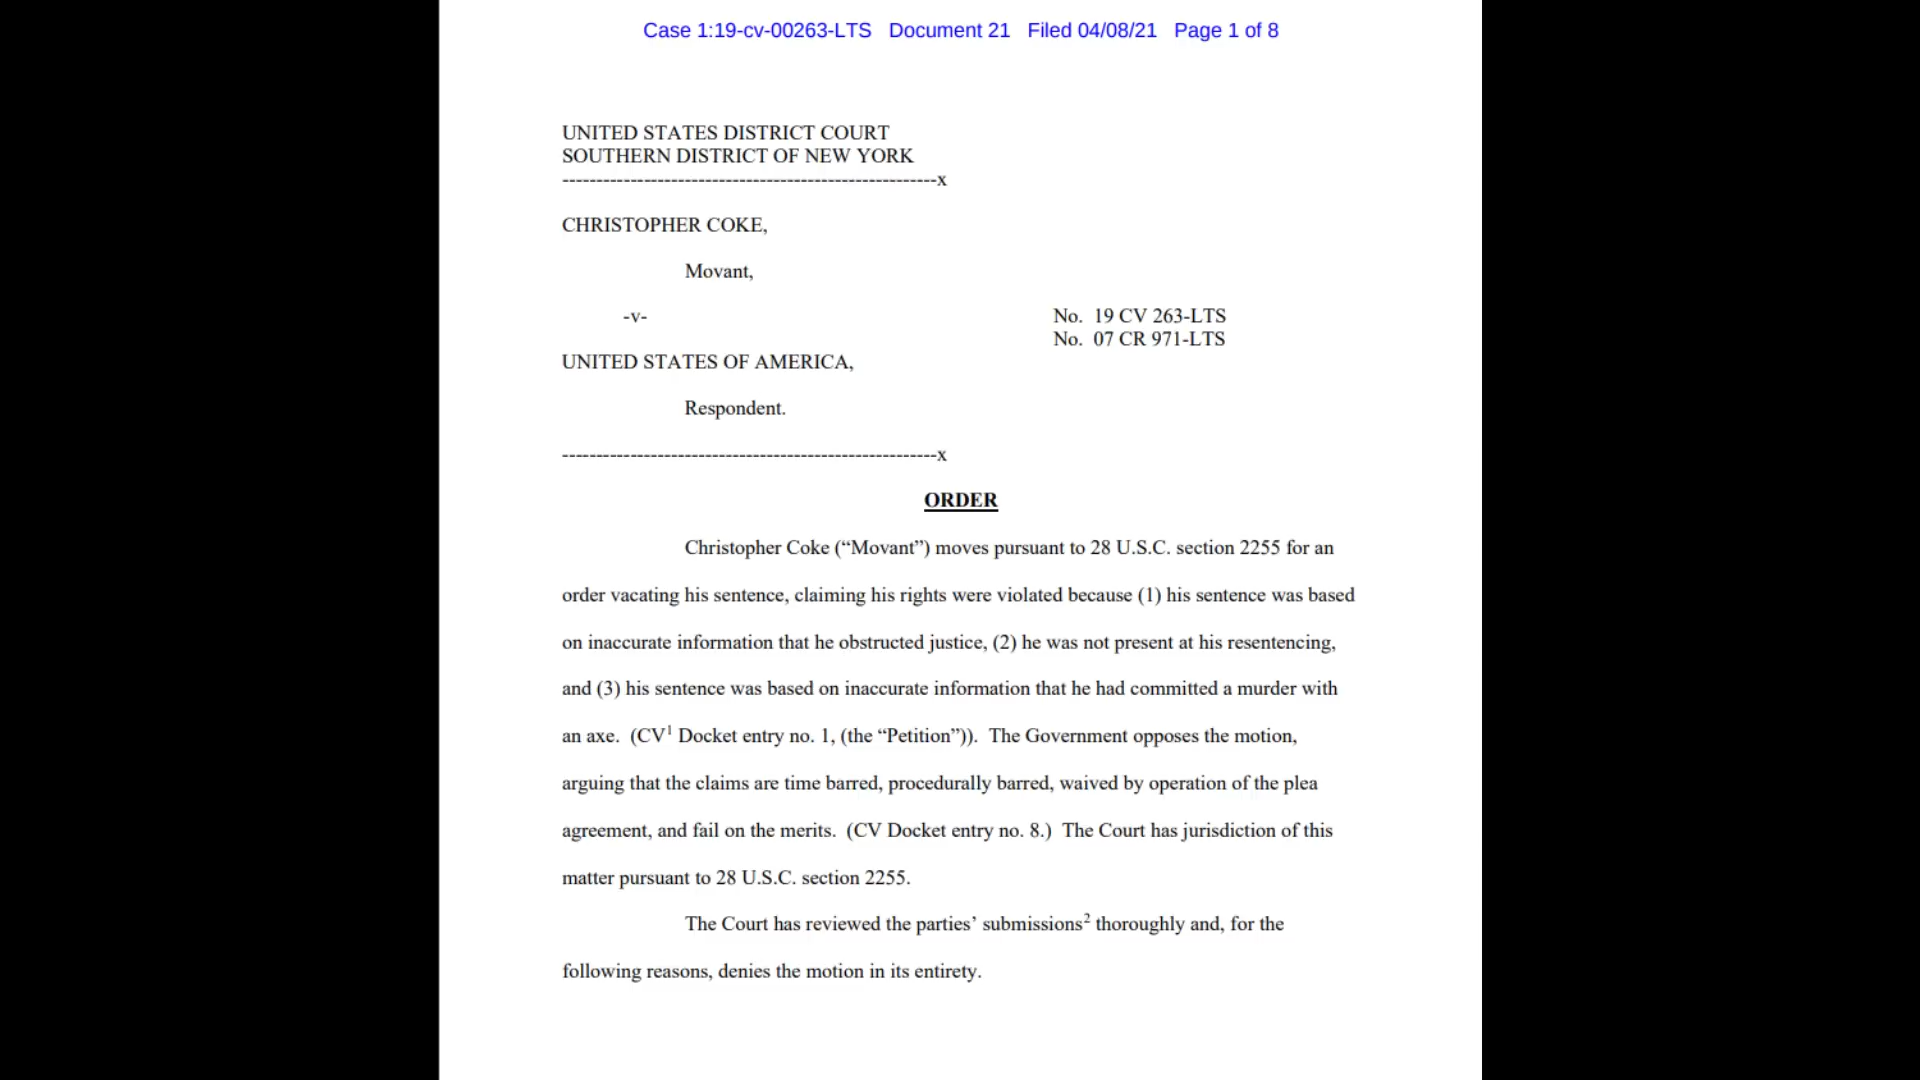 Case 1:19-cv-00263-LTS Document 21 Filed 04/08/21 Page 1 of 8
UNITED STATES DISTRICT COURT
SOUTHERN DISTRICT OF NEW YORK
-------------------------------------------------------x
CHRISTOPHER COKE,
Movant,
-v-
No. 19 CV 263-LTS
No. 07 CR 971-LTS
UNITED STATES OF AMERICA,
Respondent.
-------------------------------------------------------x
ORDER
Christopher Coke (“Movant”) moves pursuant to 28 U.S.C. section 2255 for an
order vacating his sentence, claiming his rights were violated because (1) his sentence was based
on inaccurate information that he obstructed justice, (2) he was not present at his resentencing,
and (3) his sentence was based on inaccurate information that he had committed a murder with
an axe. (CV¹ Docket entry no. 1, (the “Petition”)). The Government opposes the motion,
arguing that the claims are time barred, procedurally barred, waived by operation of the plea
agreement, and fail on the merits. (CV Docket entry no. 8.) The Court has jurisdiction of this
matter pursuant to 28 U.S.C. section 2255.
The Court has reviewed the parties’ submissions² thoroughly and, for the
following reasons, denies the motion in its entirety.